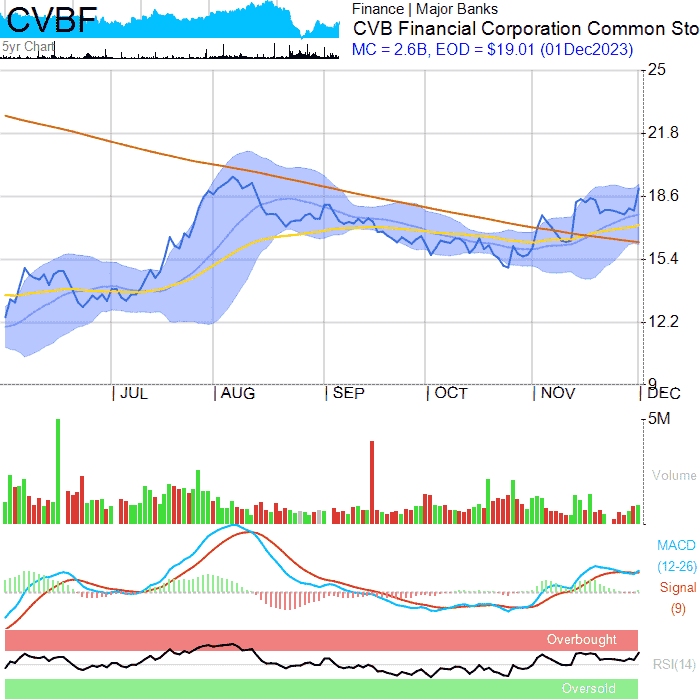 CVBF
5yr Chart
Finance | Major Banks
CVB Financial Corporation Common Sto
MC = 2.6B, EOD = $19.01 (01Dec2023)
25
21.8
18.6
15.4
12.2
9
JUL AUG SEP OCT NOV DEC
5M
Volume
MACD
(12-26)
Signal
(9)
Overbought
RSI(14)
Oversold